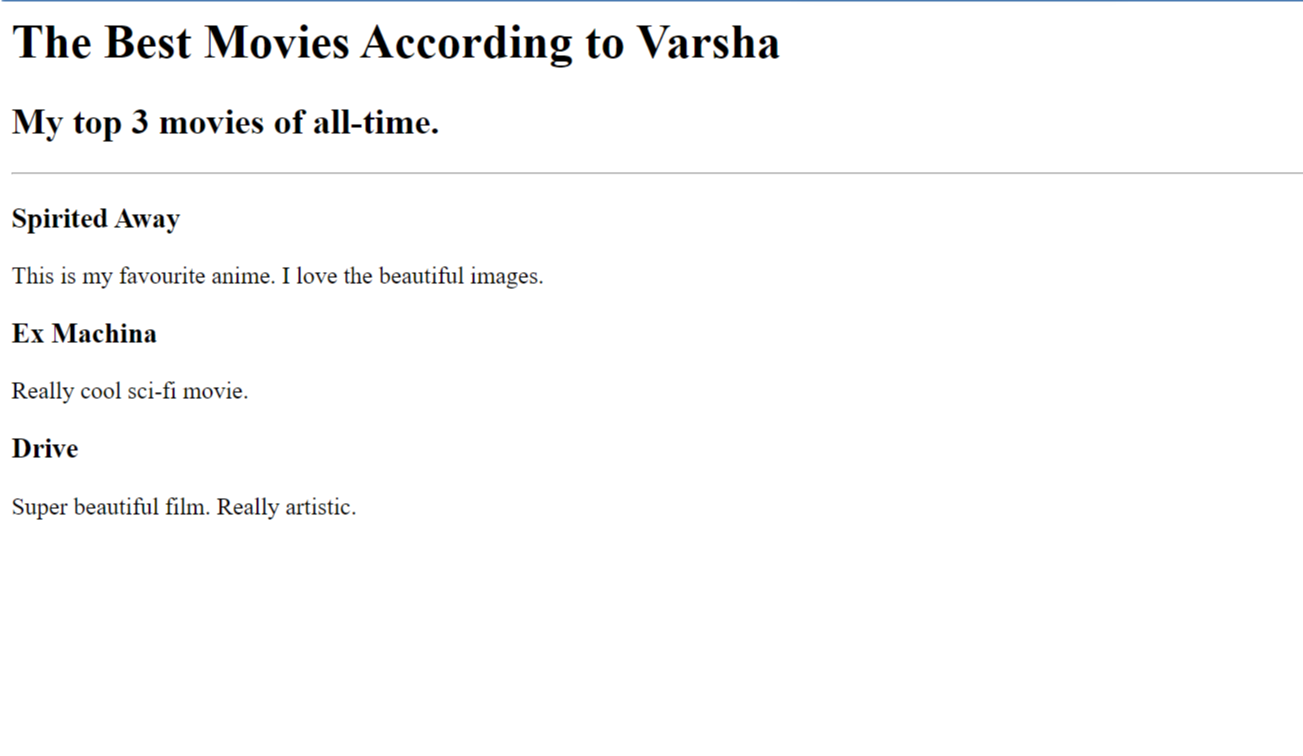 The Best Movies According to Varsha
My top 3 movies of all-time.
Spirited Away
This is my favourite anime. I love the beautiful images.
Ex Machina
Really cool sci-fi movie.
Drive
Super beautiful film. Really artistic.